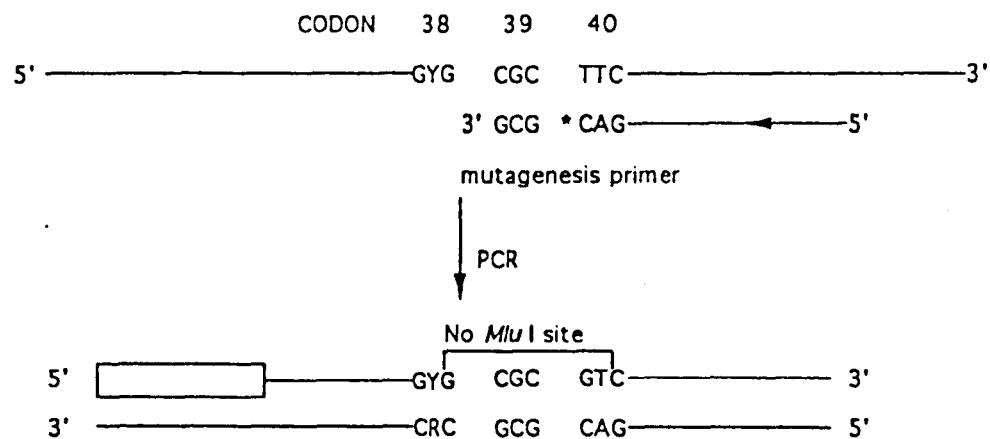 CODON 38 39 40
5' GYG CGC TTC 3'
3' GCG *CAG 5'
mutagenesis primer
PCR
No Mlu I site
5' GYG CGC GTC 3'
3' CRC GCG CAG 5'